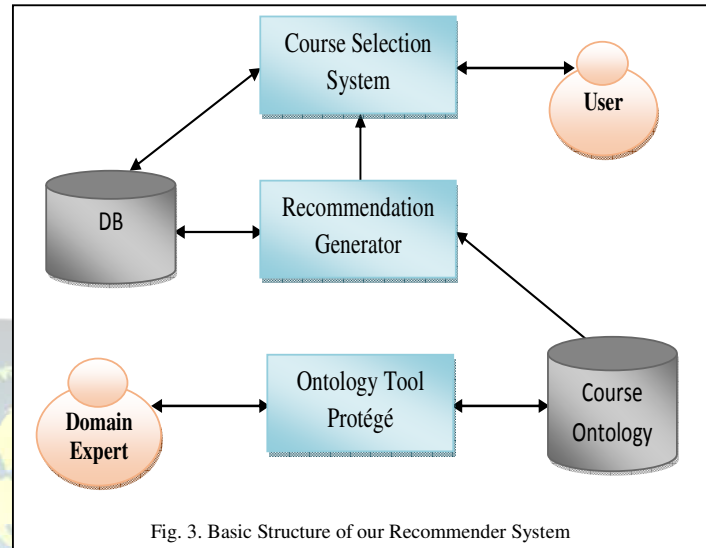 Course Selection
System
User
DB
Recommendation
Generator
Domain
Expert
Ontology Tool
Protégé
Course
Ontology
Fig. 3. Basic Structure of our Recommender System